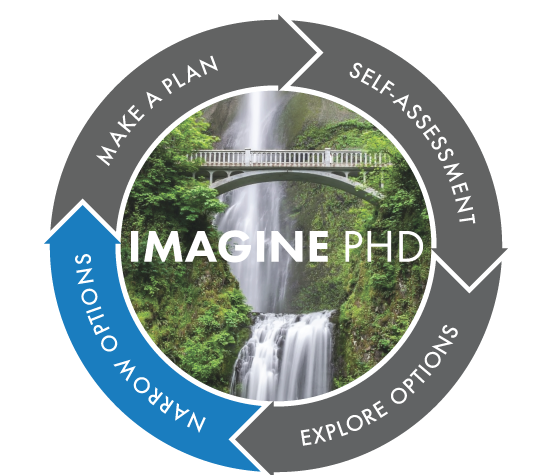 MAKE A PLAN
SELF-ASSESSMENT
IMAGINE PHD
NARROW OPTIONS
EXPLORE OPTIONS